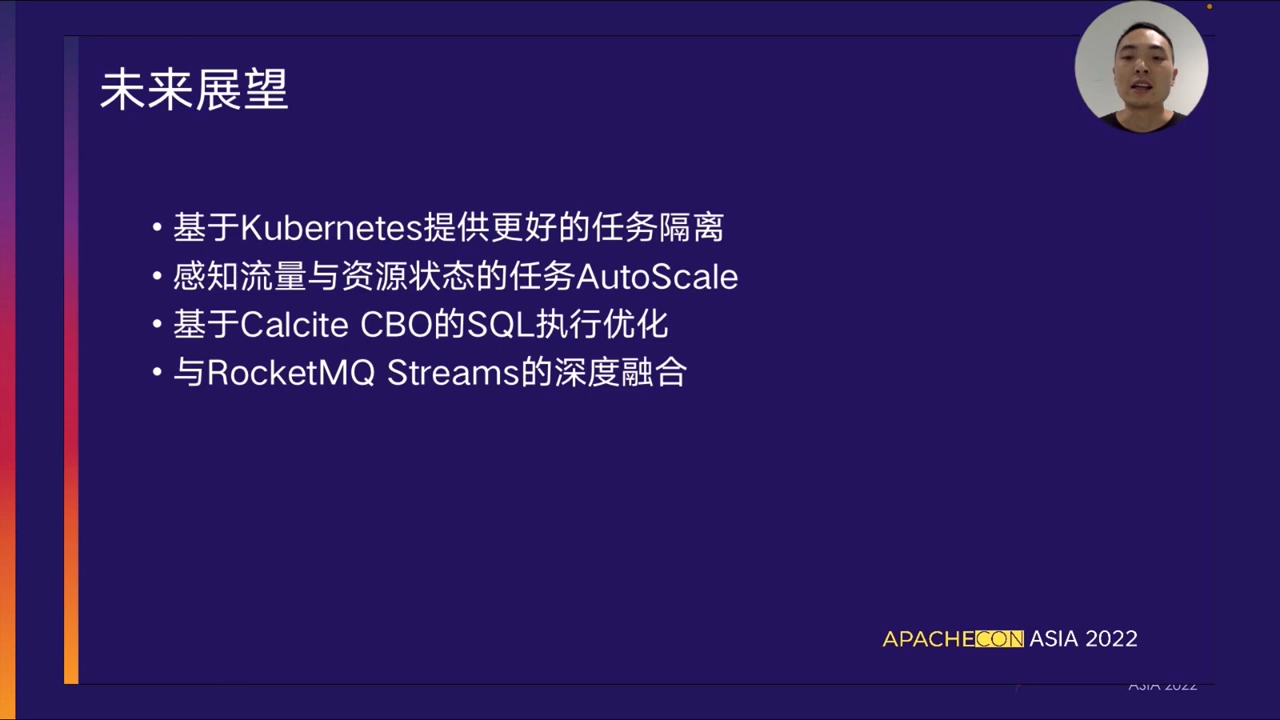 未来展望
• 基于Kubernetes提供更好的任务隔离
• 感知流量与资源状态的任务AutoScale
• 基于Calcite CBO的SQL执行优化
• 与RocketMQ Streams的深度融合
APACHECON ASIA 2022
ASIA 2022